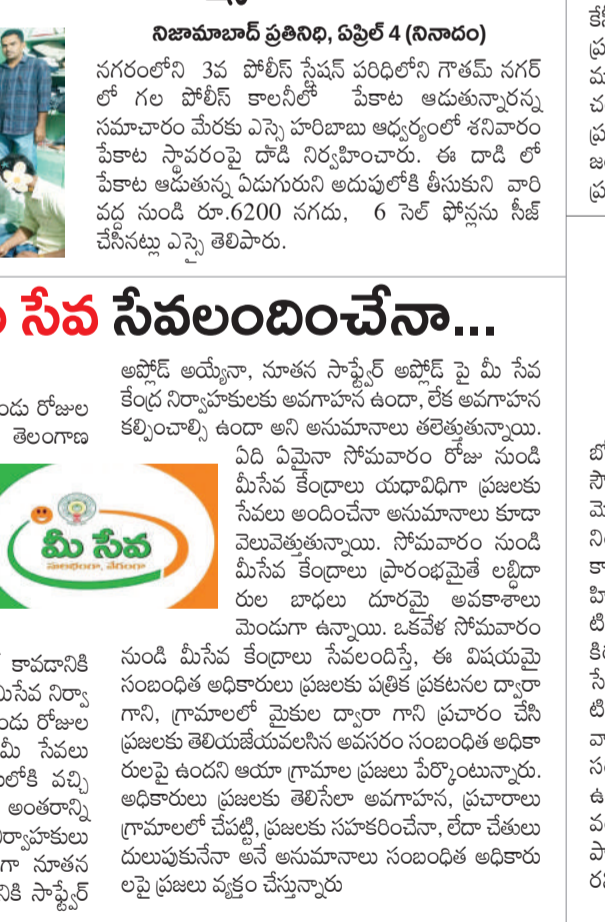 నిజామాబాద్ ప్రతినిధి, ఏప్రిల్ 4 (నినాదం)
నగరంలోని 3వ పోలీస్ స్టేషన్ పరిధిలోని గౌతమ్ నగర్
లో గల పోలీస్ కాలనీలో పేకాట ఆడుతున్నారన్న
సమాచారం మేరకు ఎస్సై హరిబాబు ఆధ్వర్యంలో శనివారం
పేకాట స్థావరంపై దాడి నిర్వహించారు. ఈ దాడి లో
పేకాట ఆడుతున్న ఏడుగురుని అదుపులోకి తీసుకుని వారి
వద్ద నుండి రూ.6200 నగదు, 6 సెల్ ఫోన్లను సీజ్
చేసినట్లు ఎస్సై తెలిపారు.
సేవ సేవలందించేనా...
ండు రోజుల
తెలంగాణ
మీ సేవ
సులభంగా, వేగంగా
కావడానికి
మీసేవ నిర్వా
ండు రోజుల
మీ సేవలు
లోకి వచ్చి
అంతరాన్ని
ర్వాహకులు
గా నూతన
నికి సాఫ్ట్వేర్
అప్లోడ్ అయ్యేనా, నూతన సాఫ్ట్వేర్ అప్లోడ్ పై మీ సేవ
కేంద్ర నిర్వాహకులకు అవగాహన ఉందా, లేక అవగాహన
కల్పించాల్సి ఉందా అని అనుమానాలు తలెత్తుతున్నాయి.
ఏది ఏమైనా సోమవారం రోజు నుండి
మీసేవ కేంద్రాలు యధావిధిగా ప్రజలకు
సేవలు అందించేనా అనుమానాలు కూడా
వెలువెత్తుతున్నాయి. సోమవారం నుండి
మీసేవ కేంద్రాలు ప్రారంభమైతే లబ్ధిదా
రుల బాధలు దూరమై అవకాశాలు
మెండుగా ఉన్నాయి. ఒకవేళ సోమవారం
నుండి మీసేవ కేంద్రాలు సేవలందిస్తే, ఈ విషయమై
సంబంధిత అధికారులు ప్రజలకు పత్రిక ప్రకటనల ద్వారా
గాని, గ్రామాలలో మైకుల ద్వారా గాని ప్రచారం చేసి
ప్రజలకు తెలియజేయవలసిన అవసరం సంబంధిత అధికా
రులపై ఉందని ఆయా గ్రామాల ప్రజలు పేర్కొంటున్నారు.
అధికారులు ప్రజలకు తెలిసేలా అవగాహన, ప్రచారాలు
గ్రామాలలో చేపట్టి, ప్రజలకు సహకరించేనా, లేదా చేతులు
దులుపుకునేనా అనే అనుమానాలు సంబంధిత అధికారు
లపై ప్రజలు వ్యక్తం చేస్తున్నారు